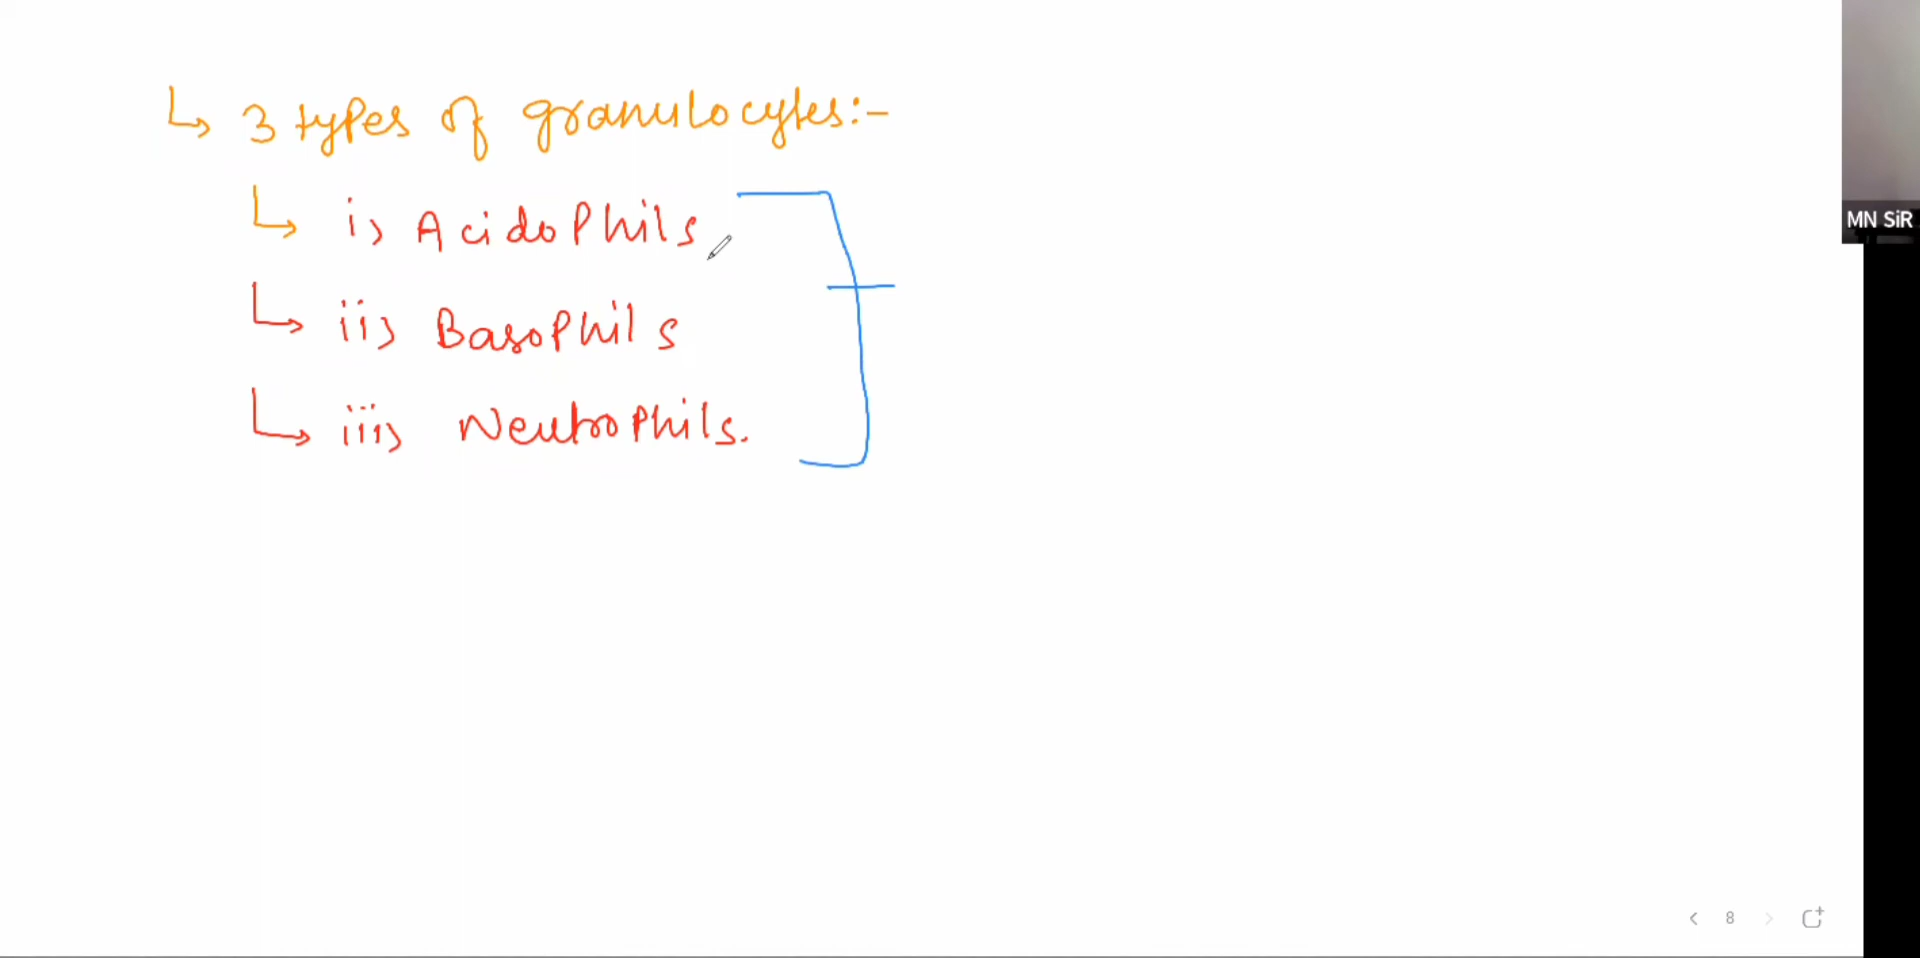 ↳ 3 types of granulocytes:-
↳ i) Acidophils
↳ ii) Basophils
↳ iii) Neutrophils.
MN SiR
< 8 >